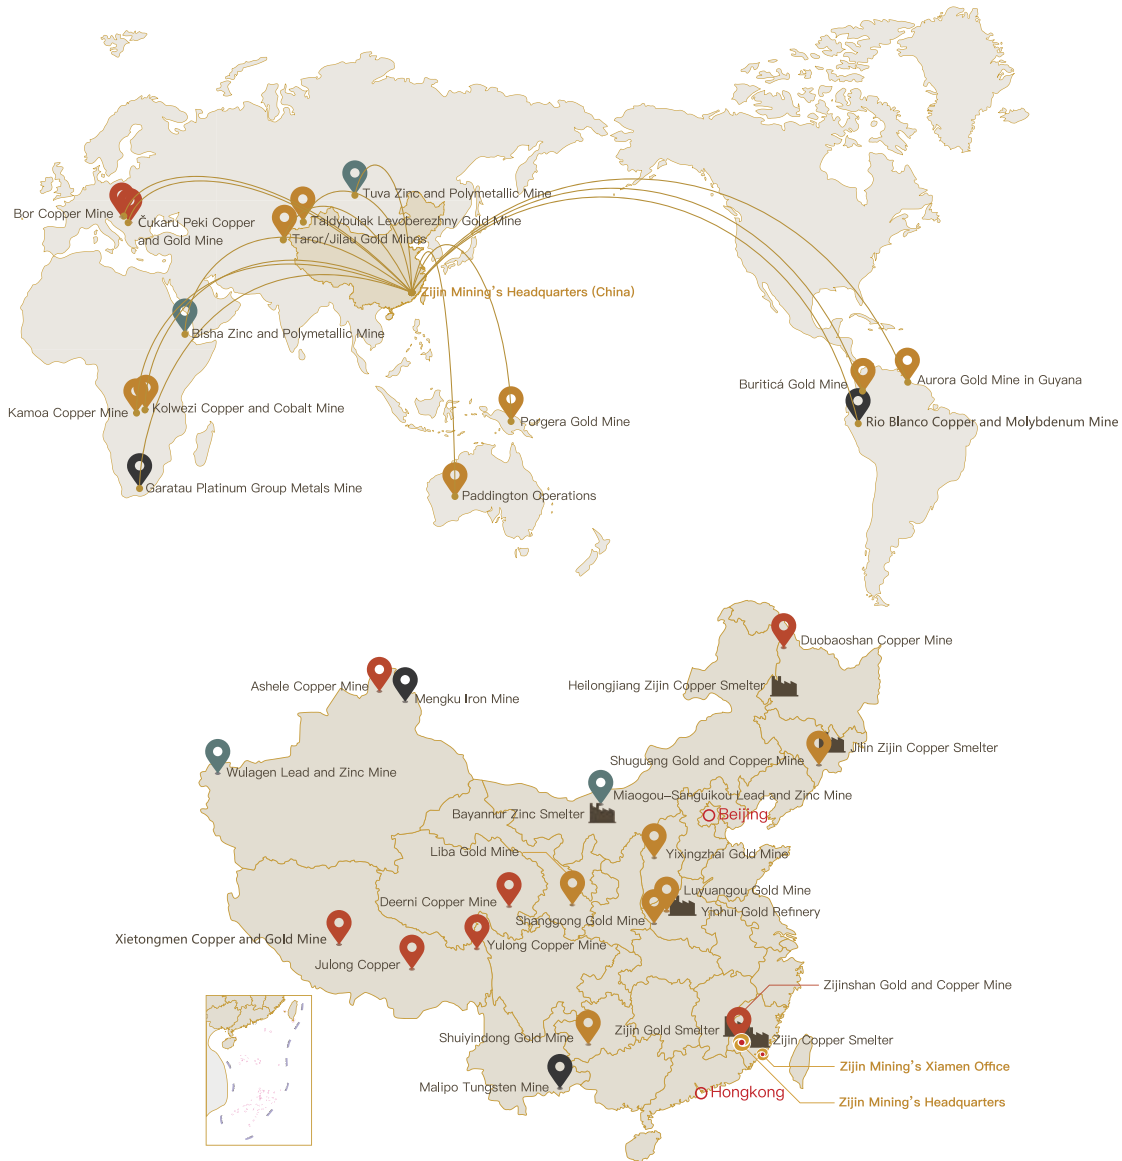 Tuva Zinc and Polymetallic Mine
Bor Copper Mine
Čukaru Peki Copper
and Gold Mine
Taldybulak Levoberezhny Gold Mine
Taror/Jilau Gold Mines
Zijin Mining's Headquarters (China)
Bisha Zinc and Polymetallic Mine
Buriticá Gold Mine
Aurora Gold Mine in Guyana
Kamoa Copper Mine
Kolwezi Copper and Cobalt Mine
Porgera Gold Mine
Rio Blanco Copper and Molybdenum Mine
Garatau Platinum Group Metals Mine
Paddington Operations
Duobaoshan Copper Mine
Ashele Copper Mine
Mengku Iron Mine
Heilongjiang Zijin Copper Smelter
Jilin Zijin Copper Smelter
Shuguang Gold and Copper Mine
Wulagen Lead and Zinc Mine
Miaogou-Sanguikou Lead and Zinc Mine
Bayannur Zinc Smelter
Beijing
Liba Gold Mine
Yixingzhai Gold Mine
Luyuangou Gold Mine
Deerni Copper Mine
Yinhui Gold Refinery
Shanggong Gold Mine
Xietongmen Copper and Gold Mine
Yulong Copper Mine
Julong Copper
Zijinshan Gold and Copper Mine
Zijin Gold Smelter
Shuiyindong Gold Mine
Zijin Copper Smelter
Zijin Mining's Xiamen Office
Malipo Tungsten Mine
Hongkong
Zijin Mining's Headquarters